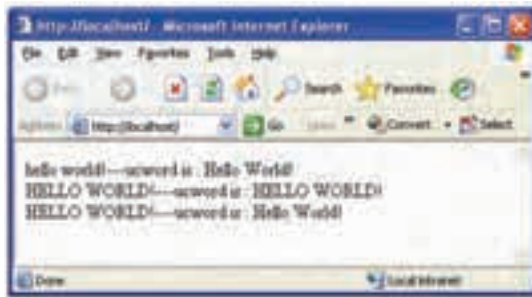 http://localhost/ - Microsoft Internet Explorer
File Edit View Favorites Tools Help
Search Favorites
http://localhost/ Go Convert Select
hello world!---ucword is : Hello World!
HELLO WORLD!---ucword is : HELLO WORLD!
HELLO WORLD!---ucword is : Hello World!
Done Local intranet